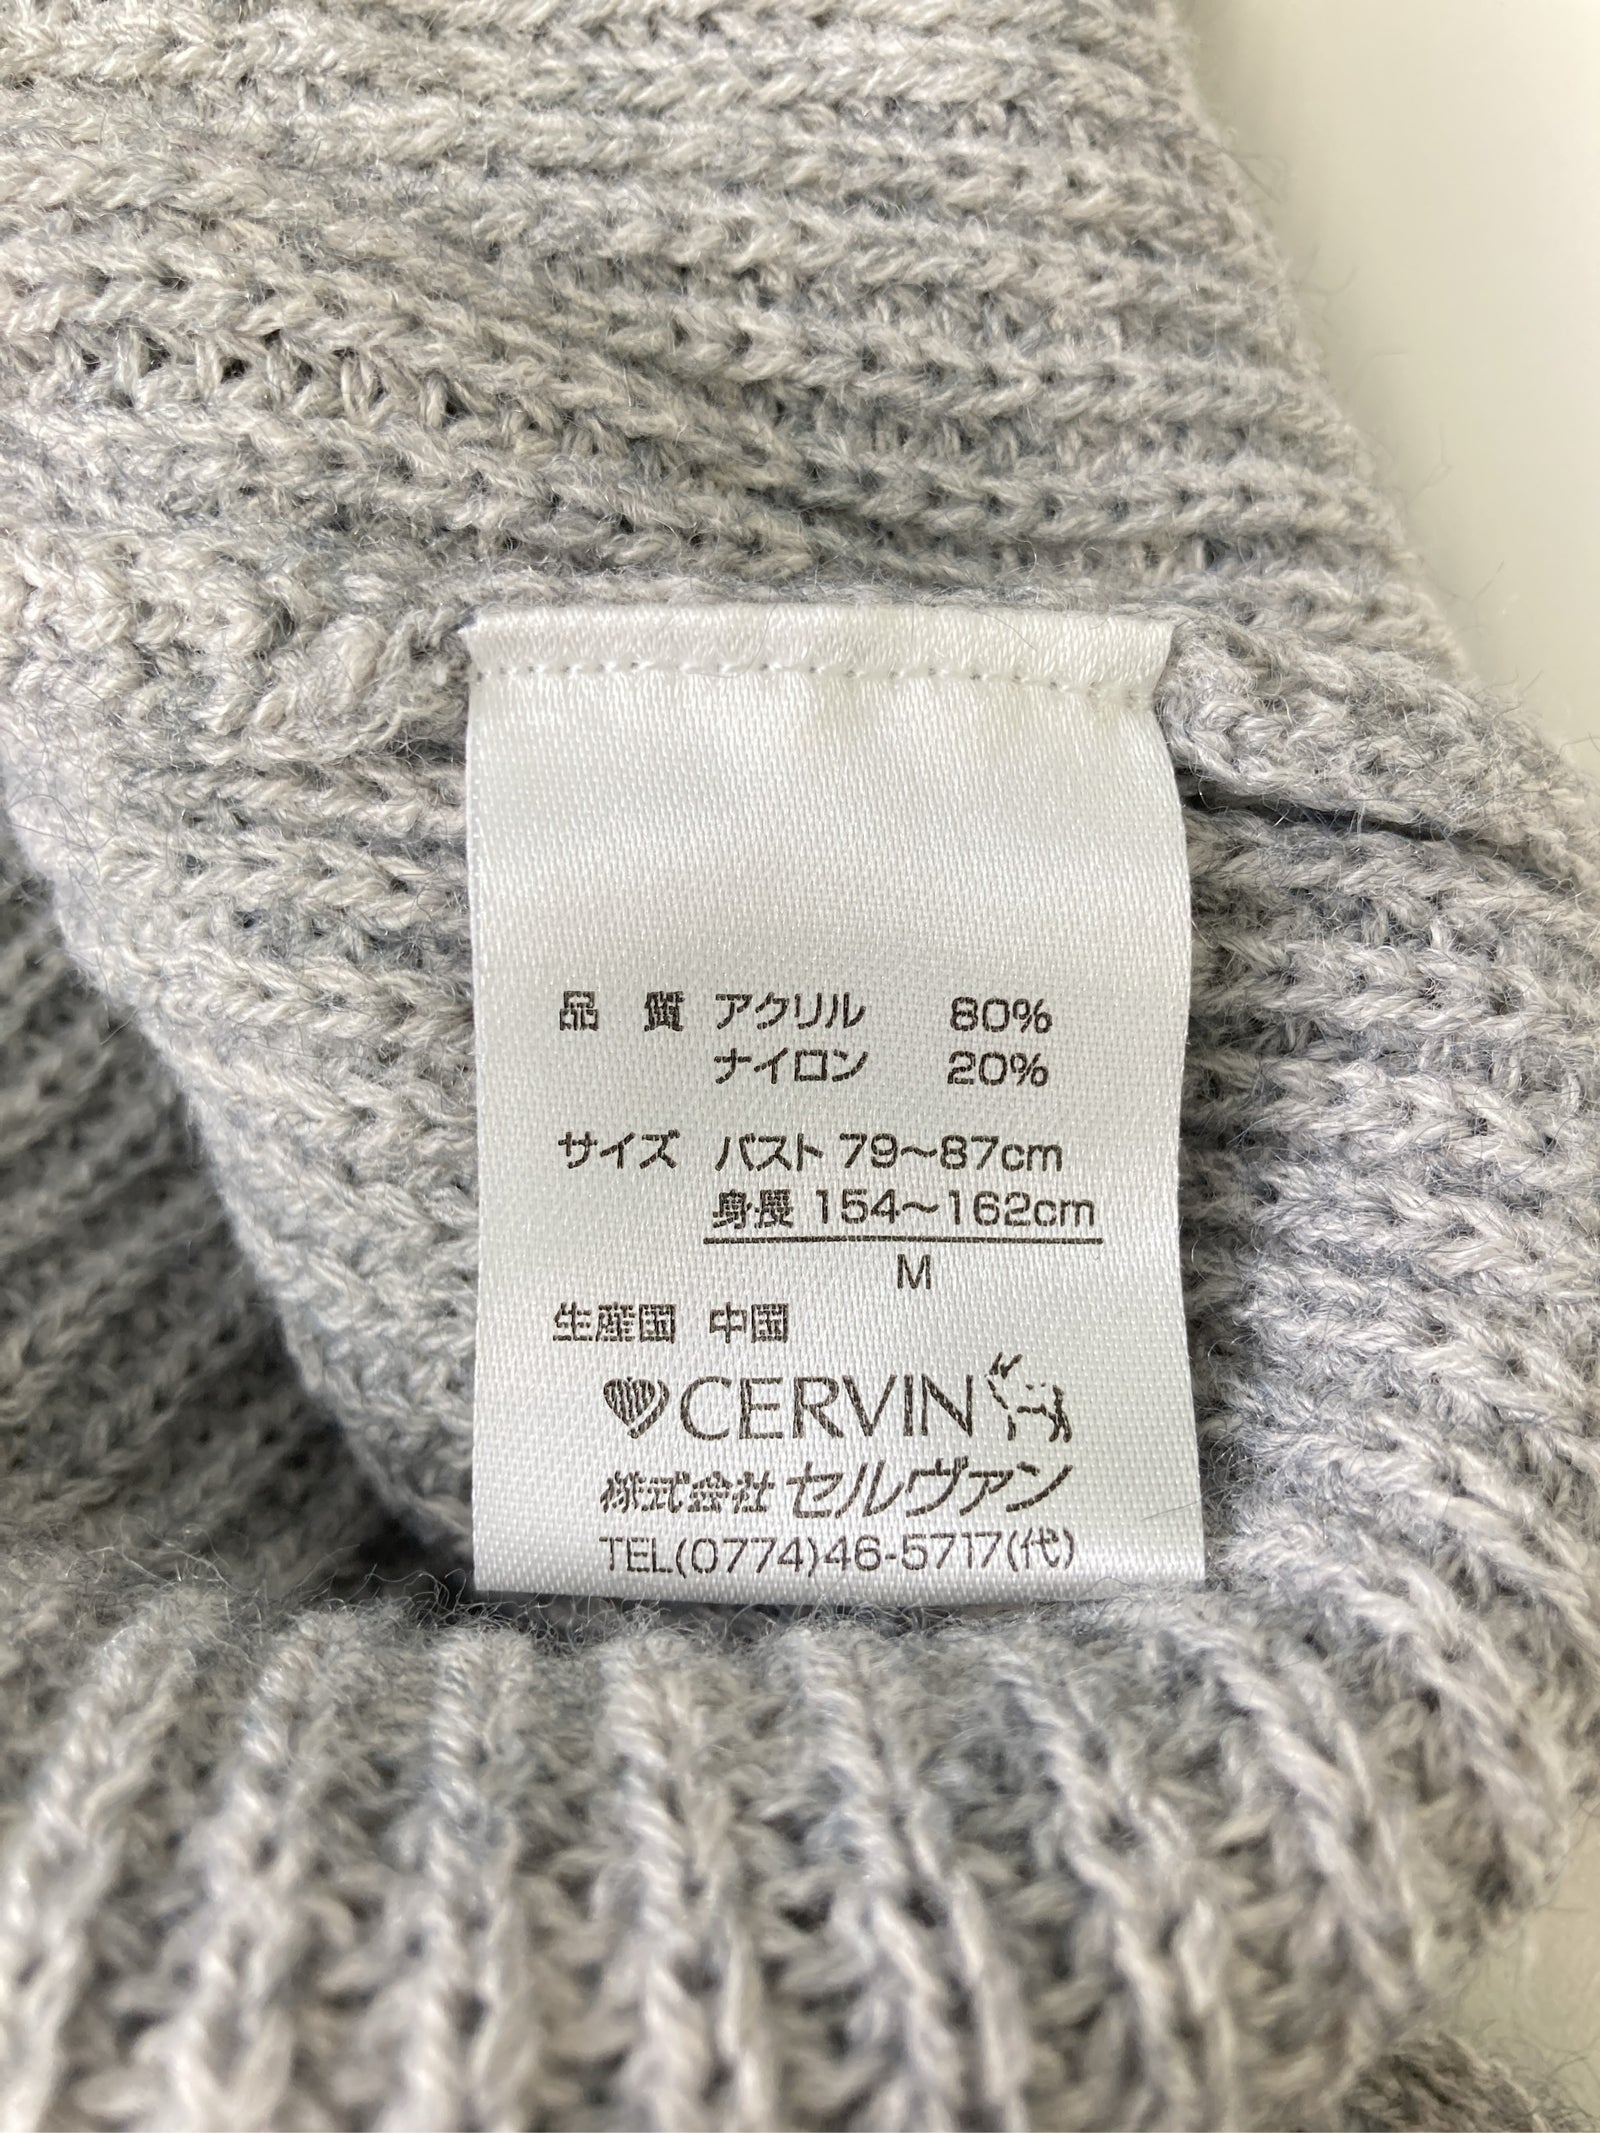 品 質 アクリル 80%
ナイロン 20%
サイズ バスト 79〜87cm
身長 154〜162cm
M
生産国 中国
CERVIN
株式会社 セルヴァン
TEL(0774)46-5717(代)